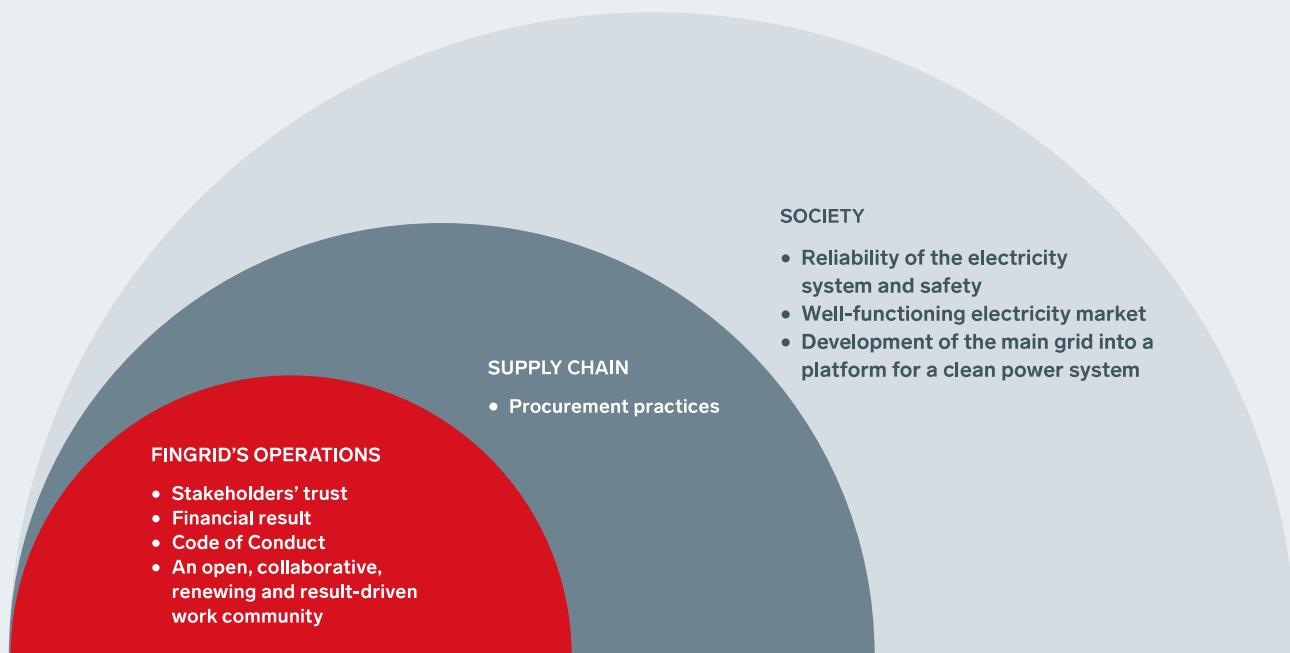 SOCIETY
• Reliability of the electricity
system and safety
• Well-functioning electricity market
• Development of the main grid into a
platform for a clean power system
SUPPLY CHAIN
• Procurement practices
FINGRID’S OPERATIONS
• Stakeholders’ trust
• Financial result
• Code of Conduct
• An open, collaborative,
renewing and result-driven
work community